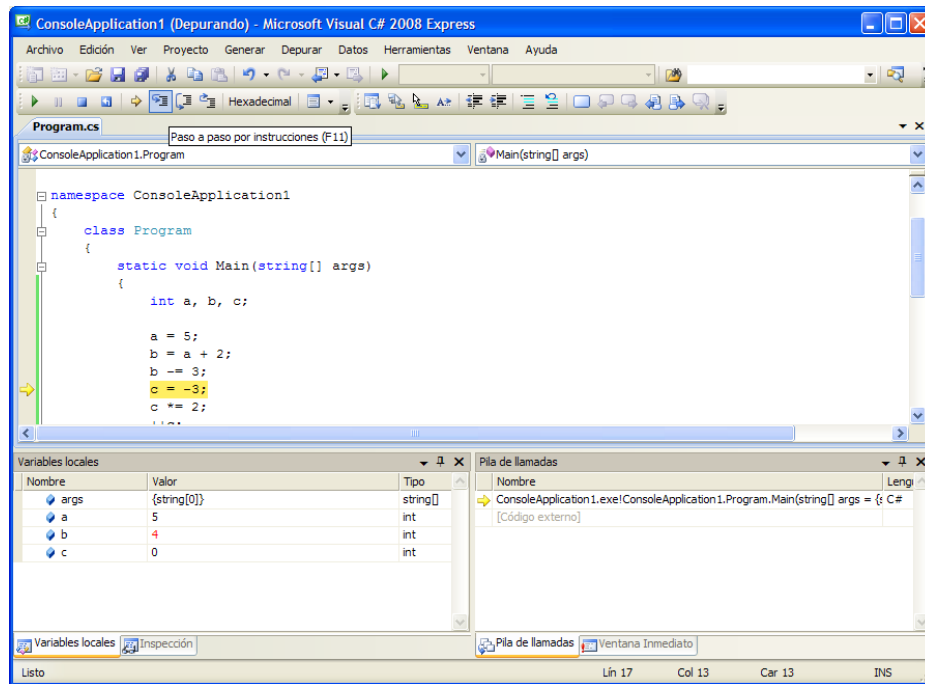 ConsoleApplication1 (Depurando) - Microsoft Visual C# 2008 Express
Archivo Edición Ver Proyecto Generar Depurar Datos Herramientas Ventana Ayuda
Hexadecimal
Program.cs
Paso a paso por instrucciones (F11)
ConsoleApplication1.Program Main(string[] args)
namespace ConsoleApplication1
{
class Program
{
static void Main(string[] args)
{
int a, b, c;
a = 5;
b = a + 2;
b -= 3;
c = -3;
c *= 2;
Variables locales
Nombre Valor Tipo
args {string[0]} string[]
a 5 int
b 4 int
c 0 int
Variables locales Inspección
Pila de llamadas
Nombre
ConsoleApplication1.exe!ConsoleApplication1.Program.Main(string[] args = { C#
[Código externo]
Pila de llamadas Ventana Inmediato
Listo Lín 17 Col 13 Car 13 INS